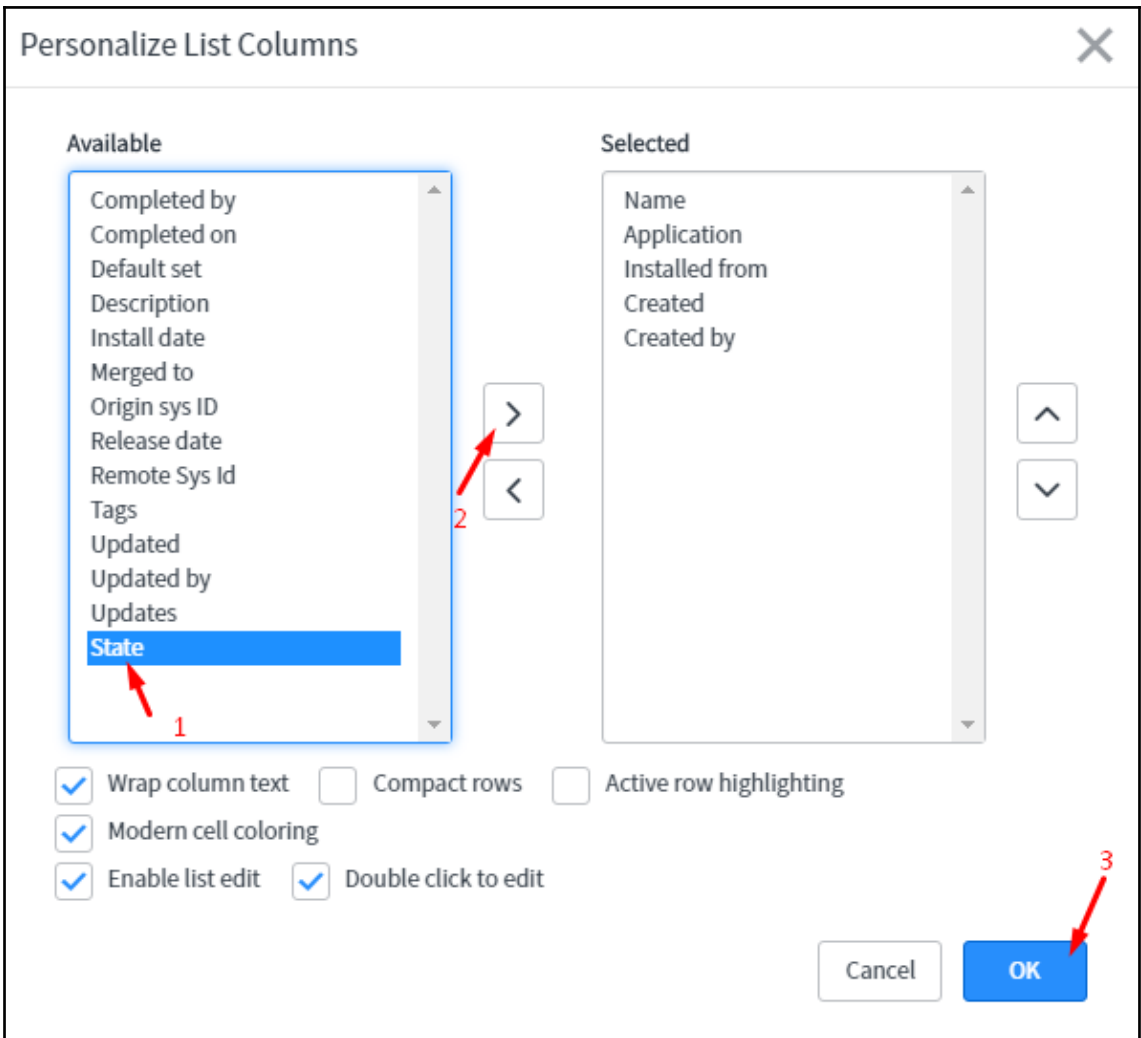 Personalize List Columns
Available
Completed by
Completed on
Default set
Description
Install date
Merged to
Origin sys ID
Release date
Remote Sys Id
Tags
Updated
Updated by
Updates
State
1
2
Selected
Name
Application
Installed from
Created
Created by
Wrap column text Compact rows Active row highlighting
Modern cell coloring
Enable list edit Double click to edit
3
Cancel OK